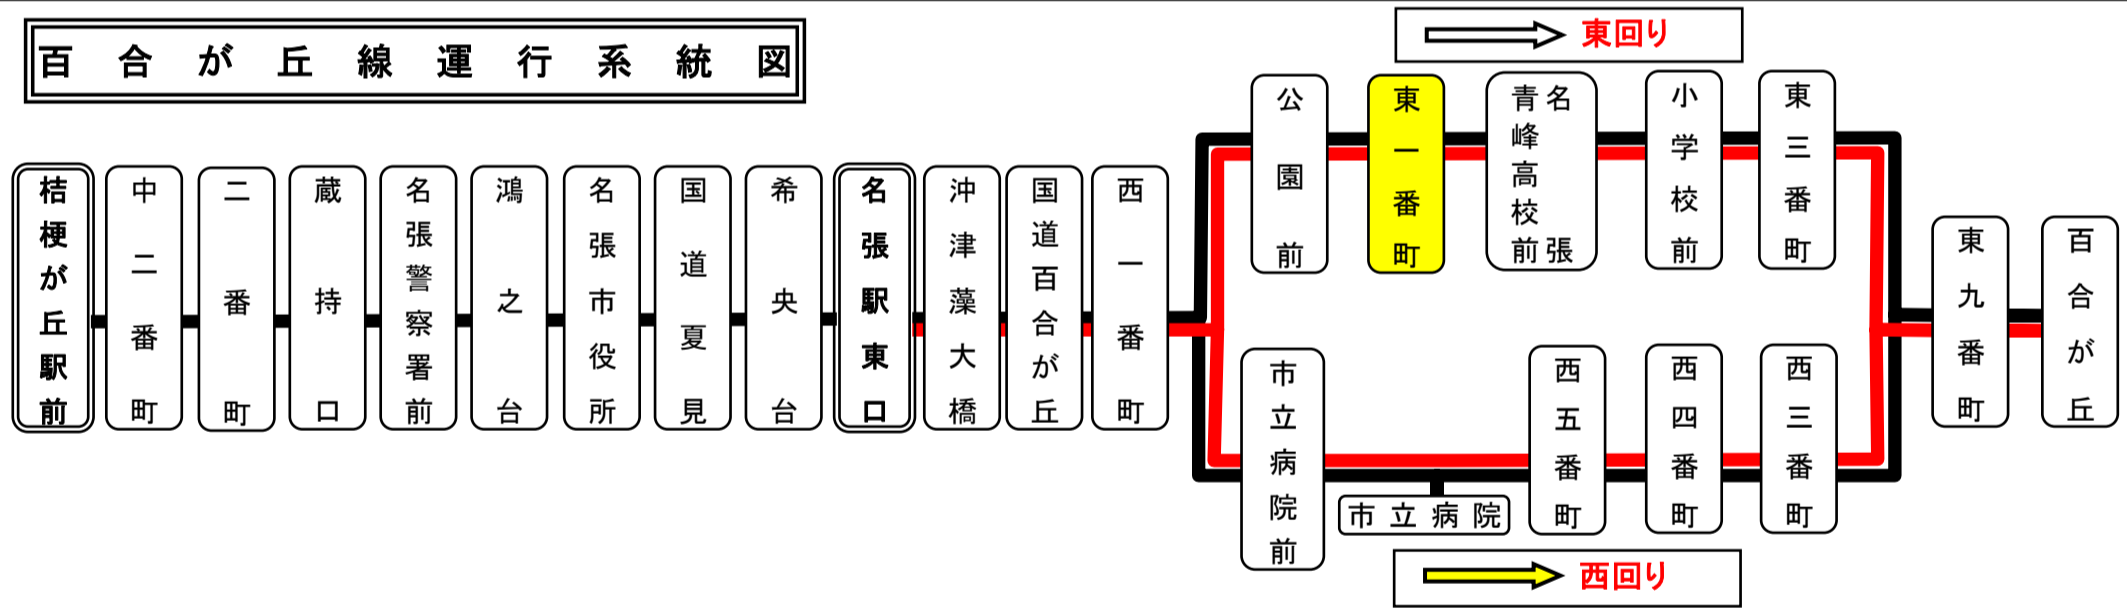 百合が丘線運行系統図
東回り
桔梗が丘駅前
中二番町
二番町
蔵持口
名張警察署前
鴻之台
名張市役所
国道夏見
希央台
名張駅東口
沖津藻大橋
国道百合が丘
西一番町
公園前
東一番町
名張
青峰高校前
小学校前
東三番町
市立病院前
市立病院
西五番町
西四番町
西三番町
東九番町
百合が丘
西回り